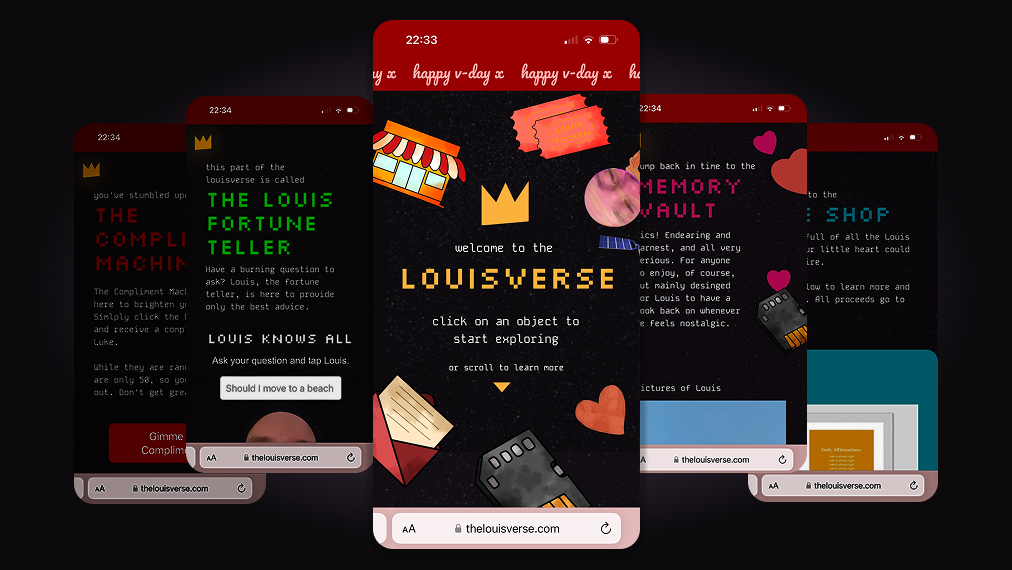 22:34
you've stumbled upo
THE
COMPLI
MACHIN
The Compliment Mach
here to brighten y
Simlply click the
and receive a comp
Luke.
While they are ran
are only 50, so yo
out. Don't get gre
Gimme
Complim
AA thelouisverse.com
22:34
this part of the
louisverse is called
THE LOUIS
FORTUNE
TELLER
Have a burning question to
ask? Louis, the fortune
teller, is here to provide
only the best advice.
LOUIS KNOWS ALL
Ask your question and tap Louis.
Should I move to a beach
AA thelouisverse.com
22:33
y x happy v-day x happy v-day x h
welcome to the
LOUISVERSE
click on an object to
start exploring
or scroll to learn more
AA thelouisverse.com
22:34
ump back in time to the
MEMORY
VAULT
ics! Endearing and
arnest, and all very
erious. For anyone
o enjoy, of course,
ut mainly desinged
or Louis to have a
ook back on whenever
e feels nostalgic.
ictures of Louis
AA thelouisverse.com
to the
SHOP
full of all the Louis
ur little heart could
ire.
low to learn more and
. All proceeds go to
Daily Affirmations
AA thelouisverse.com